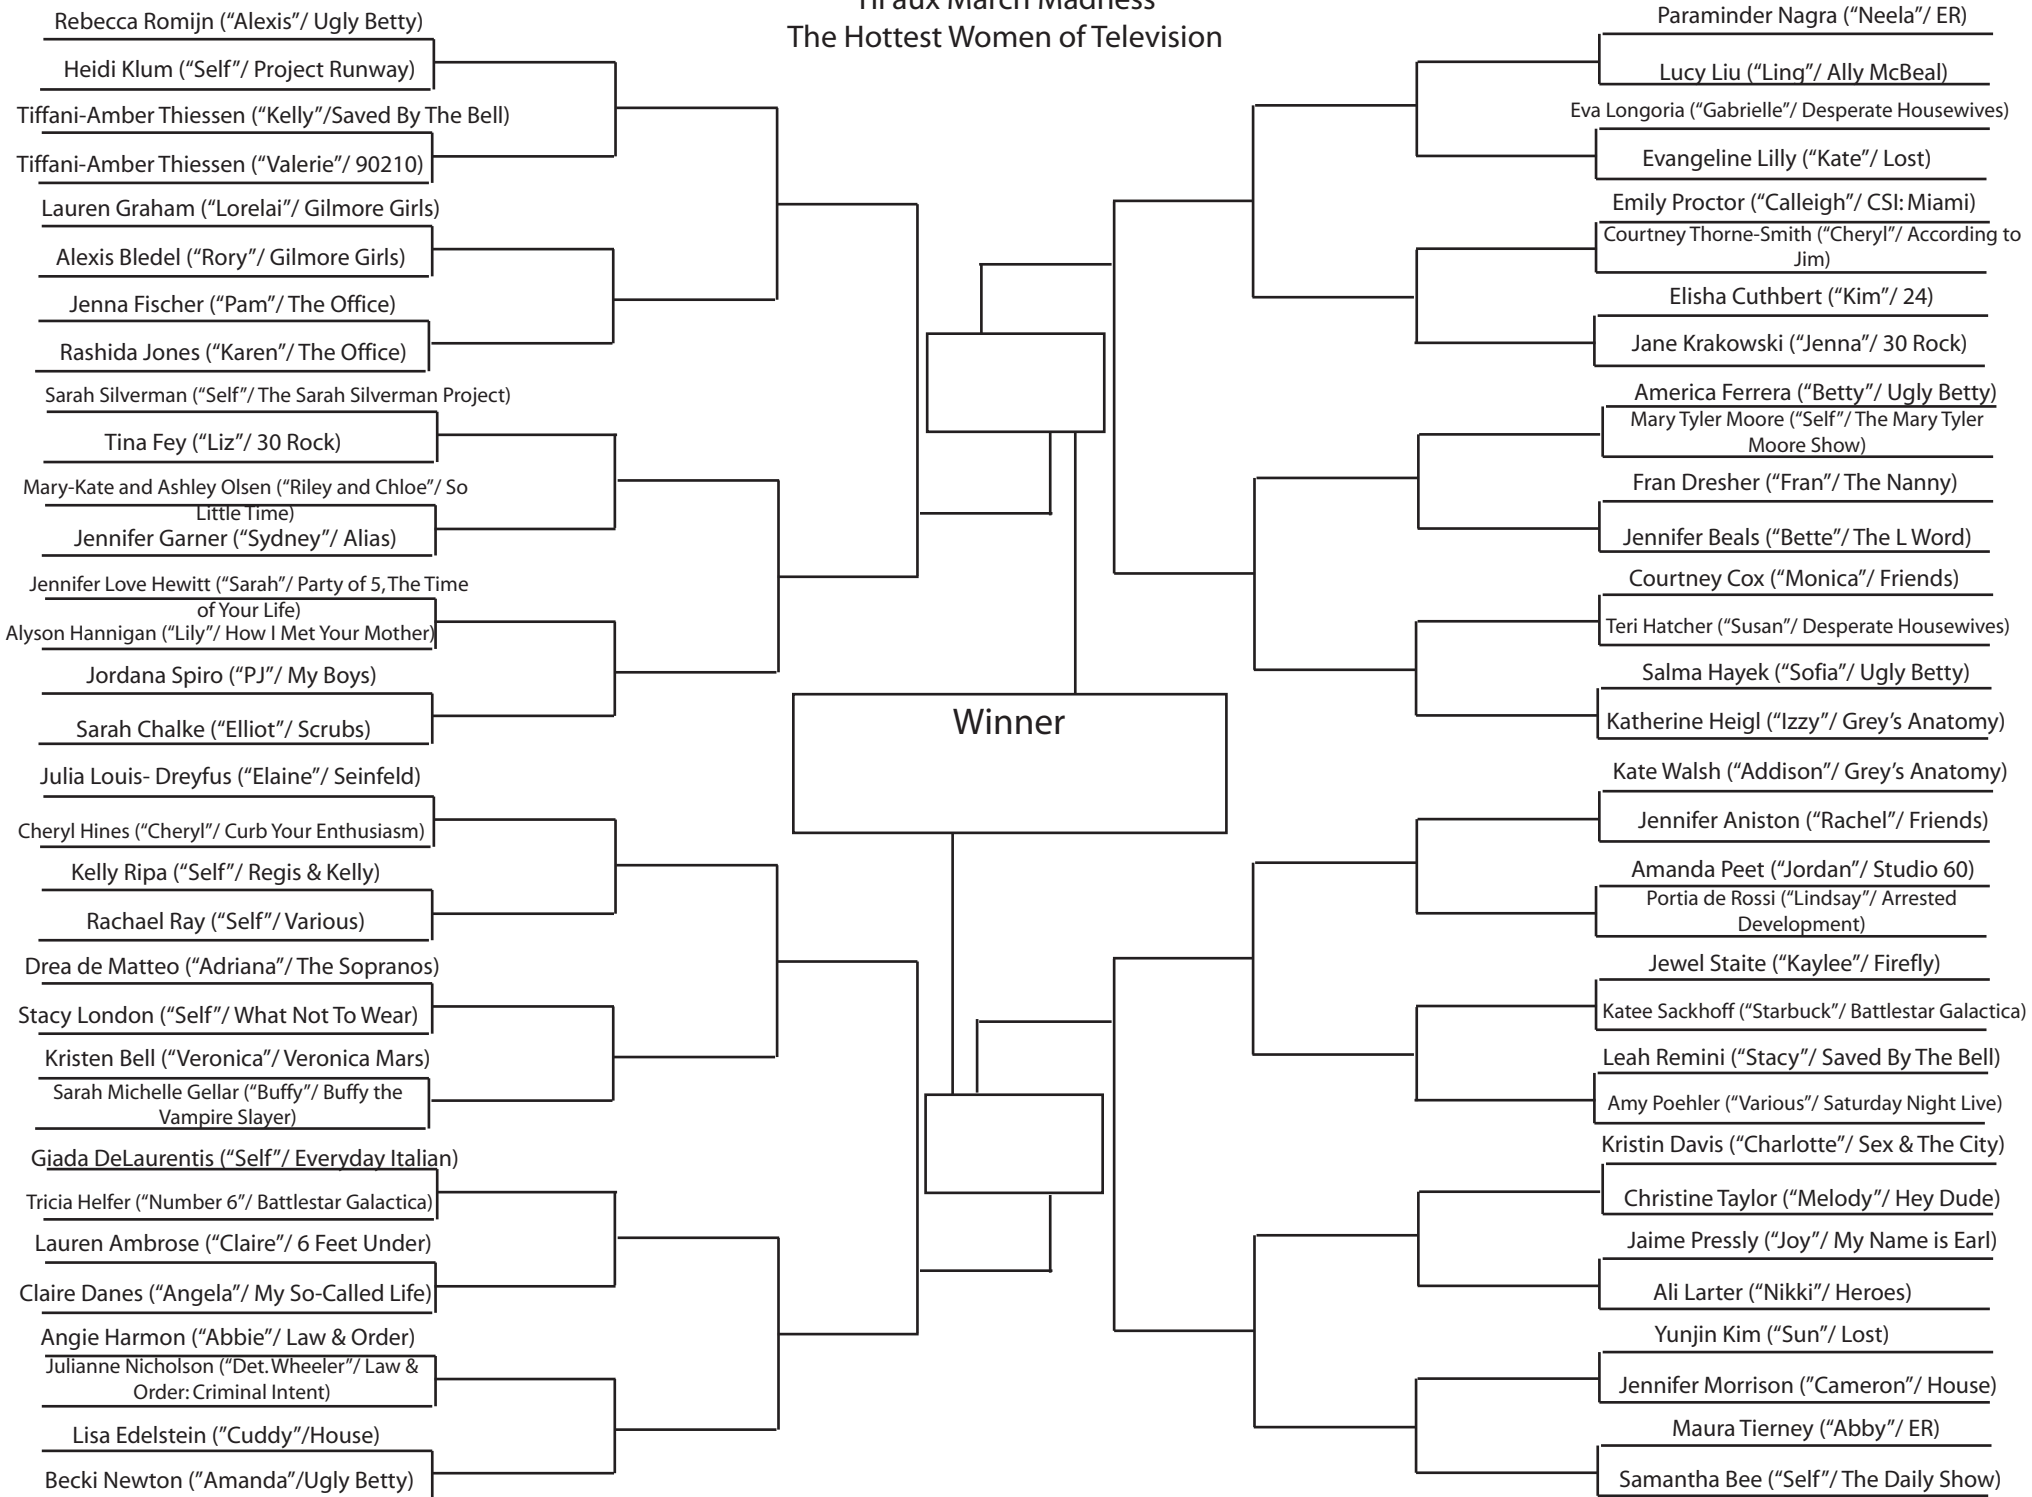 TiFaux March Madness
The Hottest Women of Television
Rebecca Romijn (“Alexis”/ Ugly Betty)
Heidi Klum (“Self”/ Project Runway)
Tiffani-Amber Thiessen (“Kelly”/Saved By The Bell)
Tiffani-Amber Thiessen (“Valerie”/ 90210)
Lauren Graham (“Lorelai”/ Gilmore Girls)
Alexis Bledel (“Rory”/ Gilmore Girls)
Jenna Fischer (“Pam”/ The Office)
Rashida Jones (“Karen”/ The Office)
Sarah Silverman (“Self”/ The Sarah Silverman Project)
Tina Fey (“Liz”/ 30 Rock)
Mary-Kate and Ashley Olsen (“Riley and Chloe”/ So
Little Time)
Jennifer Garner (“Sydney”/ Alias)
Jennifer Love Hewitt (“Sarah”/ Party of 5, The Time
of Your Life)
Alyson Hannigan (“Lily”/ How I Met Your Mother)
Jordana Spiro (“PJ”/ My Boys)
Sarah Chalke (“Elliot”/ Scrubs)
Julia Louis- Dreyfus (“Elaine”/ Seinfeld)
Cheryl Hines (“Cheryl”/ Curb Your Enthusiasm)
Kelly Ripa (“Self”/ Regis & Kelly)
Rachael Ray (“Self”/ Various)
Drea de Matteo (“Adriana”/ The Sopranos)
Stacy London (“Self”/ What Not To Wear)
Kristen Bell (“Veronica”/ Veronica Mars)
Sarah Michelle Gellar (“Buffy”/ Buffy the
Vampire Slayer)
Giada DeLaurentis (“Self”/ Everyday Italian)
Tricia Helfer (“Number 6”/ Battlestar Galactica)
Lauren Ambrose (“Claire”/ 6 Feet Under)
Claire Danes (“Angela”/ My So-Called Life)
Angie Harmon (“Abbie”/ Law & Order)
Julianne Nicholson (“Det. Wheeler”/ Law &
Order: Criminal Intent)
Lisa Edelstein (”Cuddy”/House)
Becki Newton (”Amanda”/Ugly Betty)
Winner
Paraminder Nagra (“Neela”/ ER)
Lucy Liu (“Ling”/ Ally McBeal)
Eva Longoria (“Gabrielle”/ Desperate Housewives)
Evangeline Lilly (“Kate”/ Lost)
Emily Proctor (“Calleigh”/ CSI: Miami)
Courtney Thorne-Smith (“Cheryl”/ According to
Jim)
Elisha Cuthbert (“Kim”/ 24)
Jane Krakowski (“Jenna”/ 30 Rock)
America Ferrera (“Betty”/ Ugly Betty)
Mary Tyler Moore (“Self”/ The Mary Tyler
Moore Show)
Fran Dresher (“Fran”/ The Nanny)
Jennifer Beals (“Bette”/ The L Word)
Courtney Cox (“Monica”/ Friends)
Teri Hatcher (“Susan”/ Desperate Housewives)
Salma Hayek (“Sofia”/ Ugly Betty)
Katherine Heigl (“Izzy”/ Grey’s Anatomy)
Kate Walsh (“Addison”/ Grey’s Anatomy)
Jennifer Aniston (“Rachel”/ Friends)
Amanda Peet (“Jordan”/ Studio 60)
Portia de Rossi (“Lindsay”/ Arrested
Development)
Jewel Staite (“Kaylee”/ Firefly)
Katee Sackhoff (“Starbuck”/ Battlestar Galactica)
Leah Remini (“Stacy”/ Saved By The Bell)
Amy Poehler (“Various”/ Saturday Night Live)
Kristin Davis (“Charlotte”/ Sex & The City)
Christine Taylor (“Melody”/ Hey Dude)
Jaime Pressly (“Joy”/ My Name is Earl)
Ali Larter (“Nikki”/ Heroes)
Yunjin Kim (“Sun”/ Lost)
Jennifer Morrison (”Cameron”/ House)
Maura Tierney (“Abby”/ ER)
Samantha Bee (“Self”/ The Daily Show)